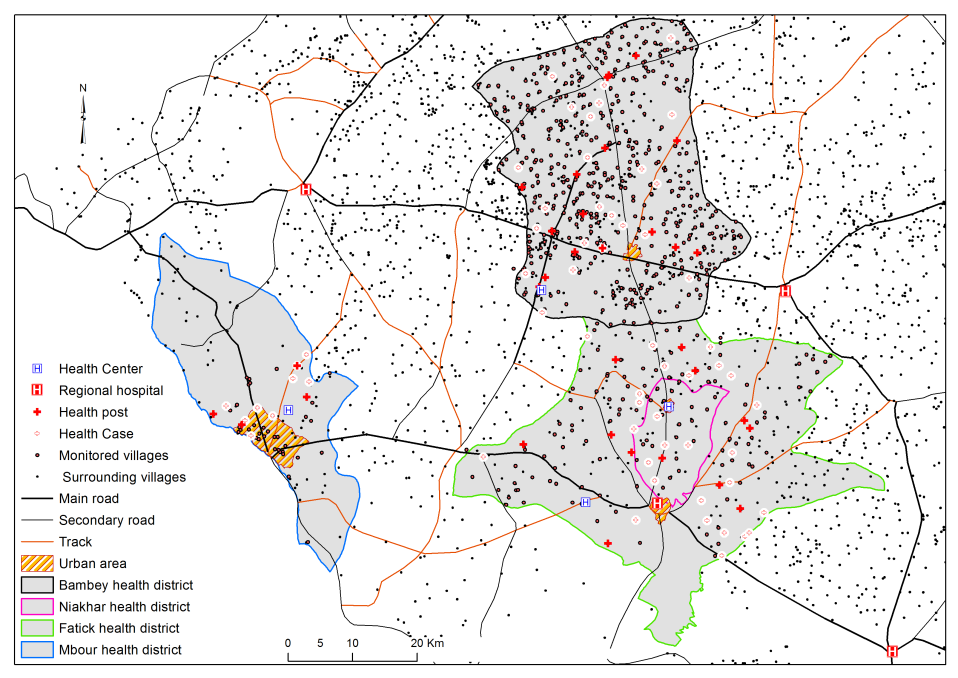 N
H
H
H
H
H
H
H
H
H Health Center
H Regional hospital
Health post
Health Case
Monitored villages
Surrounding villages
Main road
Secondary road
Track
Urban area
Bambey health district
Niakhar health district
Fatick health district
Mbour health district
0 5 10 20 Km